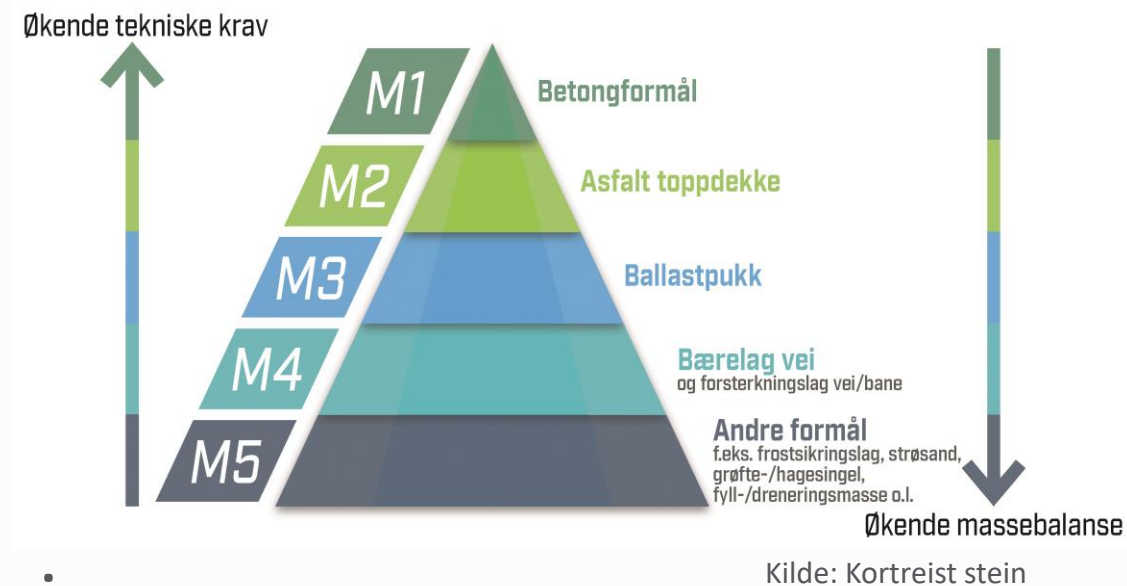 Økende tekniske krav
M1
Betongformål
M2
Asfalt toppdekke
M3
Ballastpukk
M4
Bærelag vei
og forsterkningslag vei/bane
M5
Andre formål
f.eks. frostsikringslag, strøsand,
grøfte-/hagesingel,
fyll-/dreneringsmasse o.l.
Økende massebalanse
Kilde: Kortreist stein